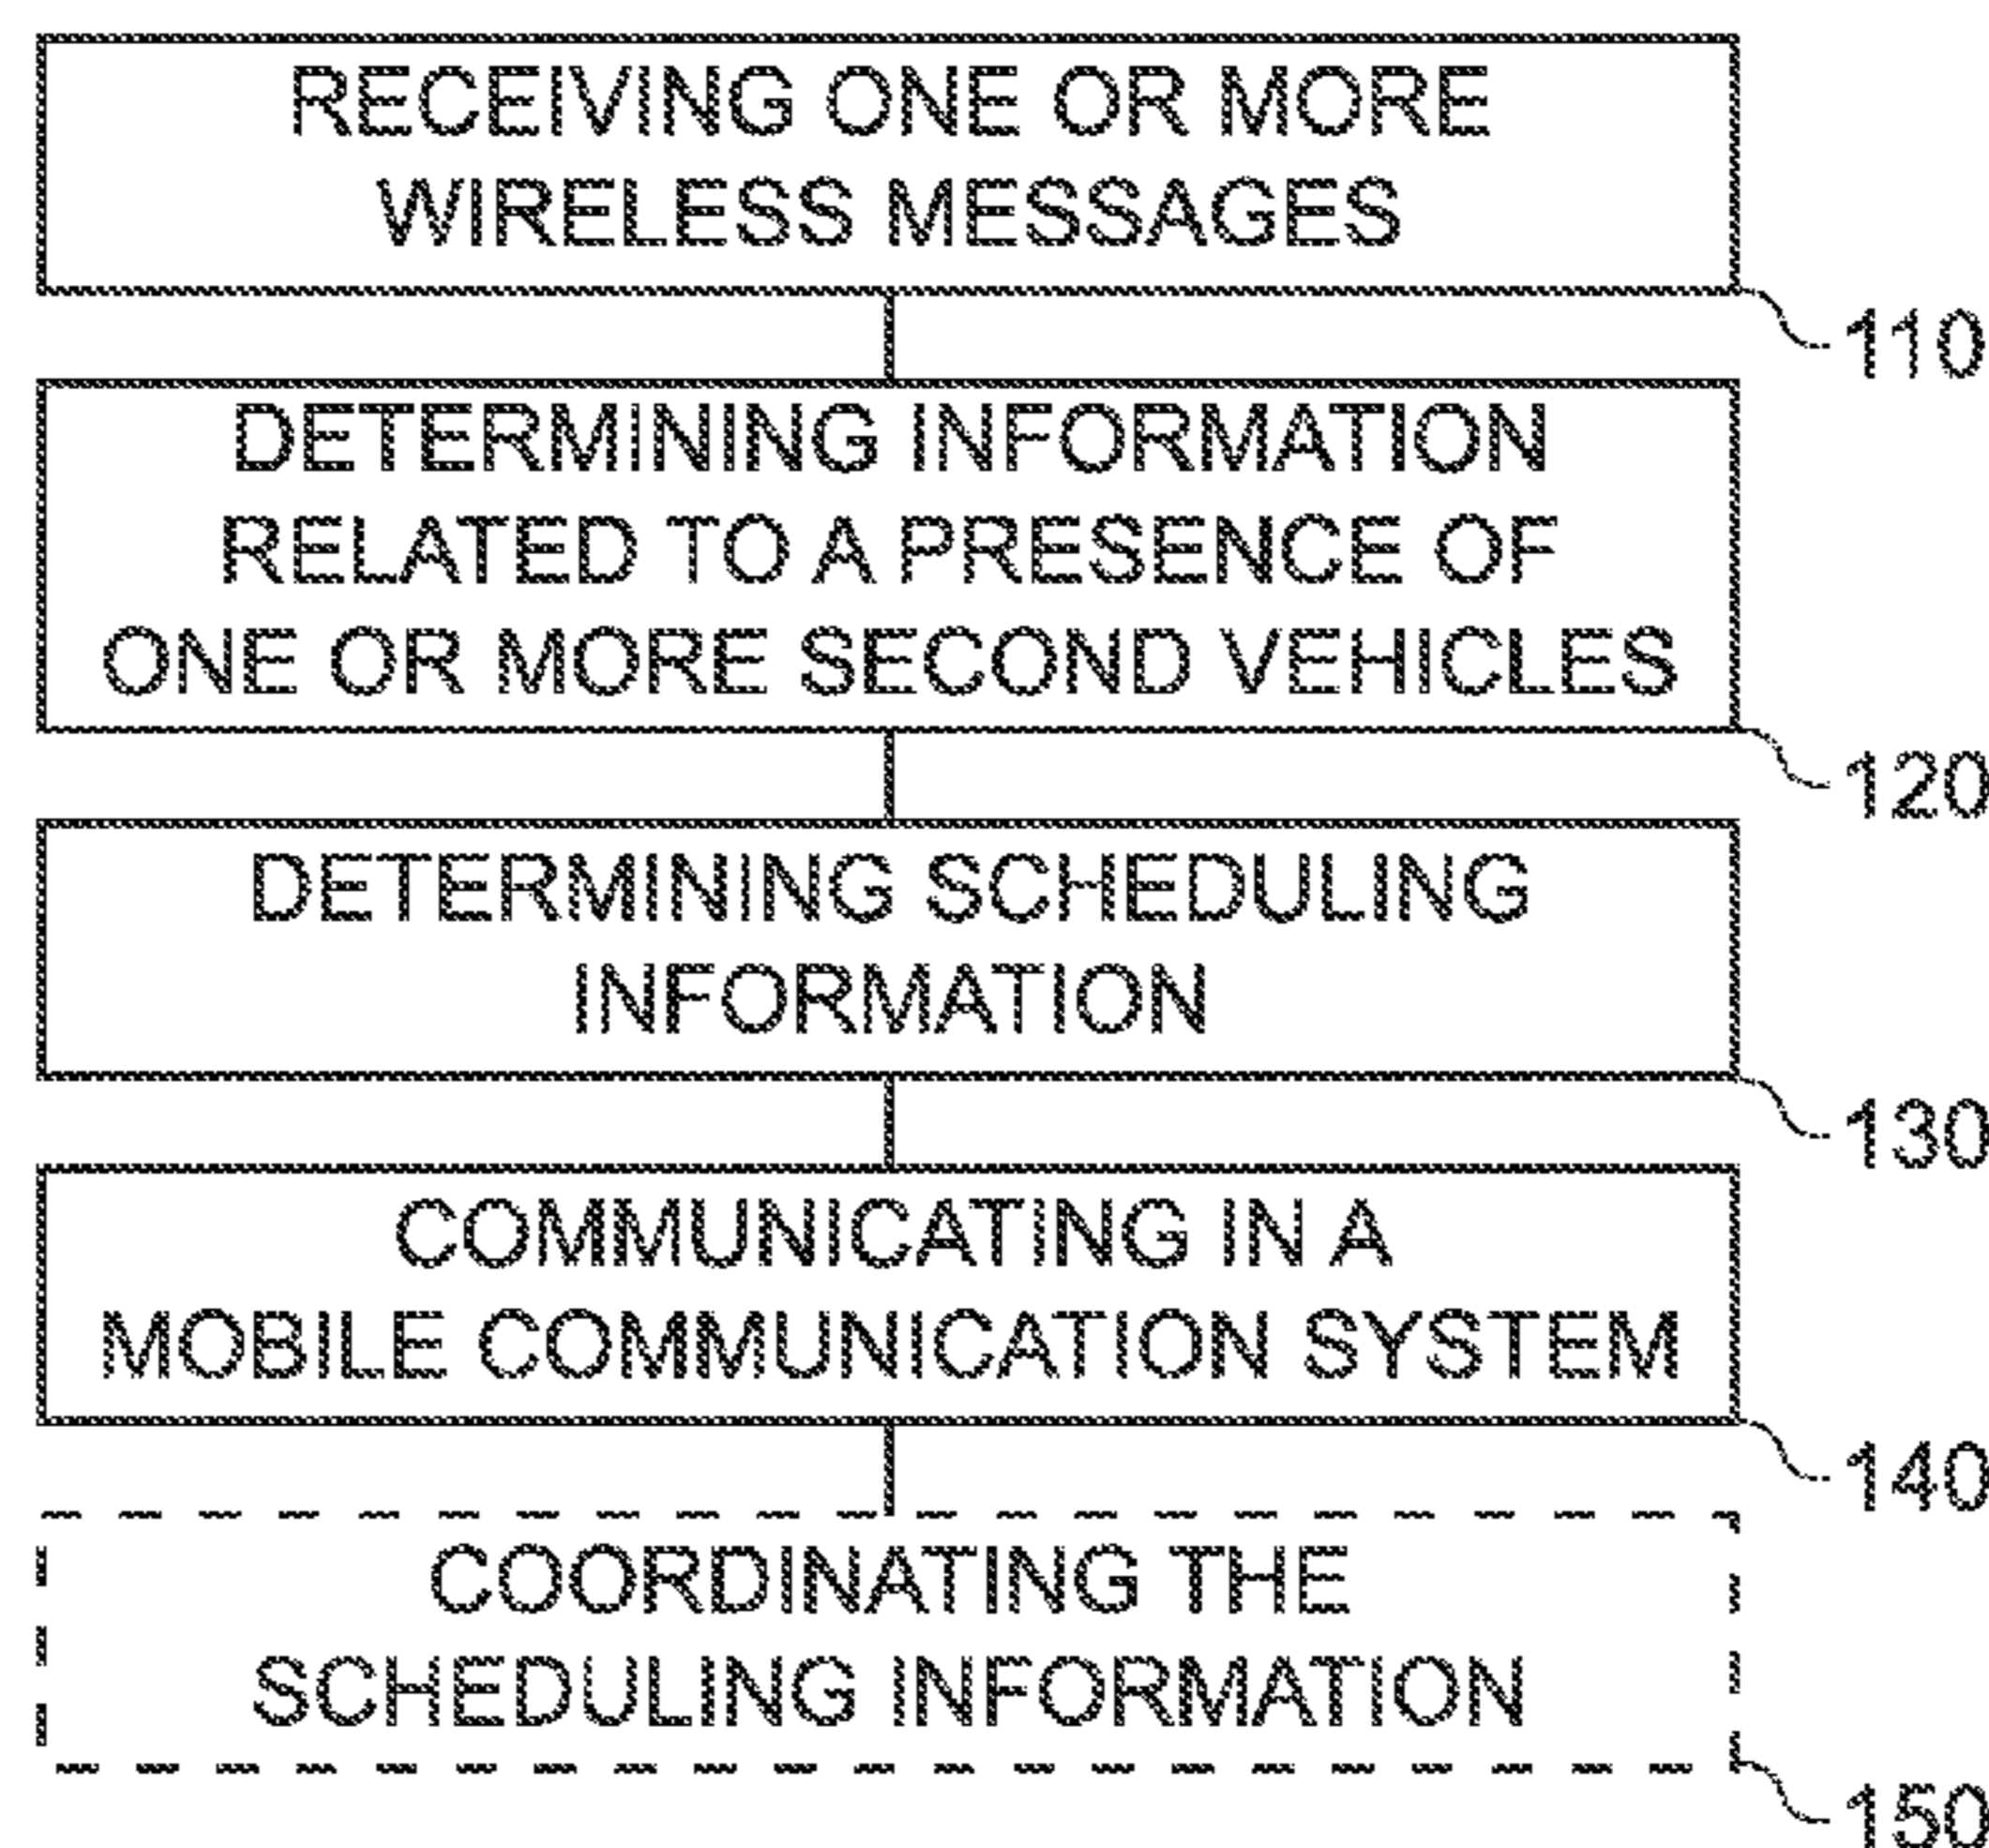 RECEIVING ONE OR MORE
WIRELESS MESSAGES
110
DETERMINING INFORMATION
RELATED TO A PRESENCE OF
ONE OR MORE SECOND VEHICLES
120
DETERMINING SCHEDULING
INFORMATION
130
COMMUNICATING IN A
MOBILE COMMUNICATION SYSTEM
140
COORDINATING THE
SCHEDULING INFORMATION
150